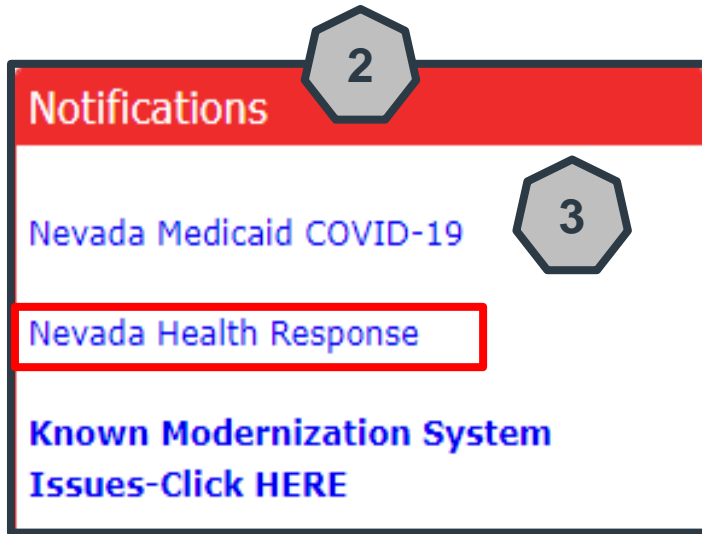 2
Notifications
3
Nevada Medicaid COVID-19
Nevada Health Response
Known Modernization System
Issues-Click HERE